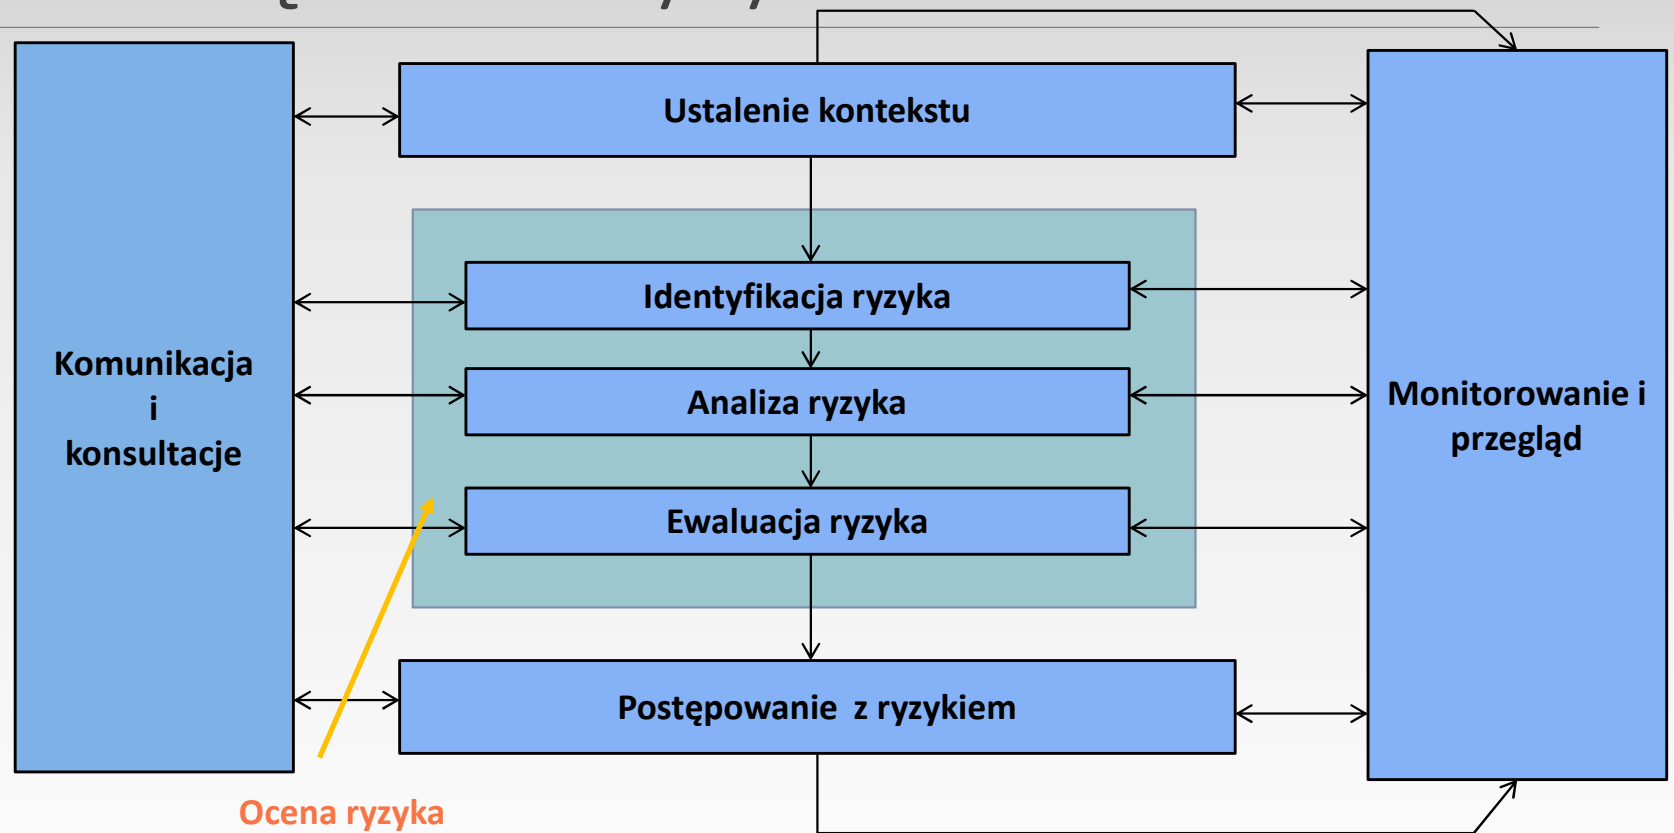 Ustalenie kontekstu
Identyfikacja ryzyka
Komunikacja
i
konsultacje
Analiza ryzyka
Monitorowanie i
przegląd
Ewaluacja ryzyka
Postępowanie z ryzykiem
Ocena ryzyka